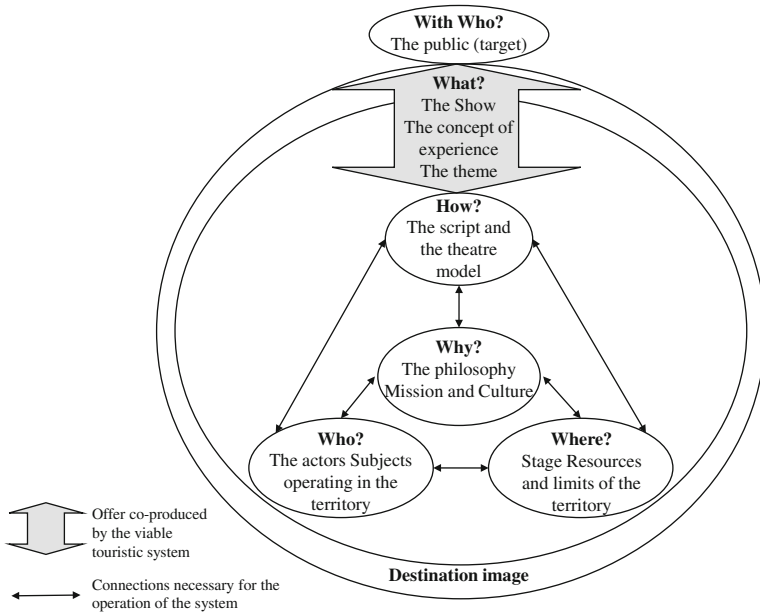 With Who?
The public (target)
What?
The Show
The concept of
experience
The theme
How?
The script and
the theatre
model
Why?
The philosophy
Mission and Culture
Who?
The actors Subjects
operating in the
territory
Where?
Stage Resources
and limits of the
territory
Offer co-produced
by the viable
touristic system
Destination image
Connections necessary for the
operation of the system